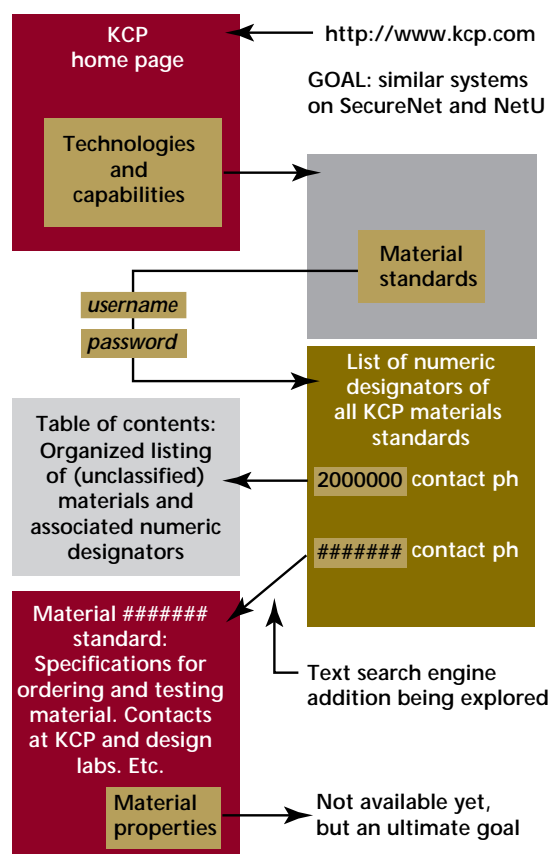 KCP
home page
http://www.kcp.com
GOAL: similar systems
on SecureNet and NetU
Technologies
and
capabilities
Material
standards
username
password
List of numeric
designators of
all KCP materials
standards
2000000 contact ph
####### contact ph
Table of contents:
Organized listing
of (unclassified)
materials and
associated numeric
designators
Material #######
standard:
Specifications for
ordering and testing
material. Contacts
at KCP and design
labs. Etc.
Text search engine
addition being explored
Material
properties
Not available yet,
but an ultimate goal